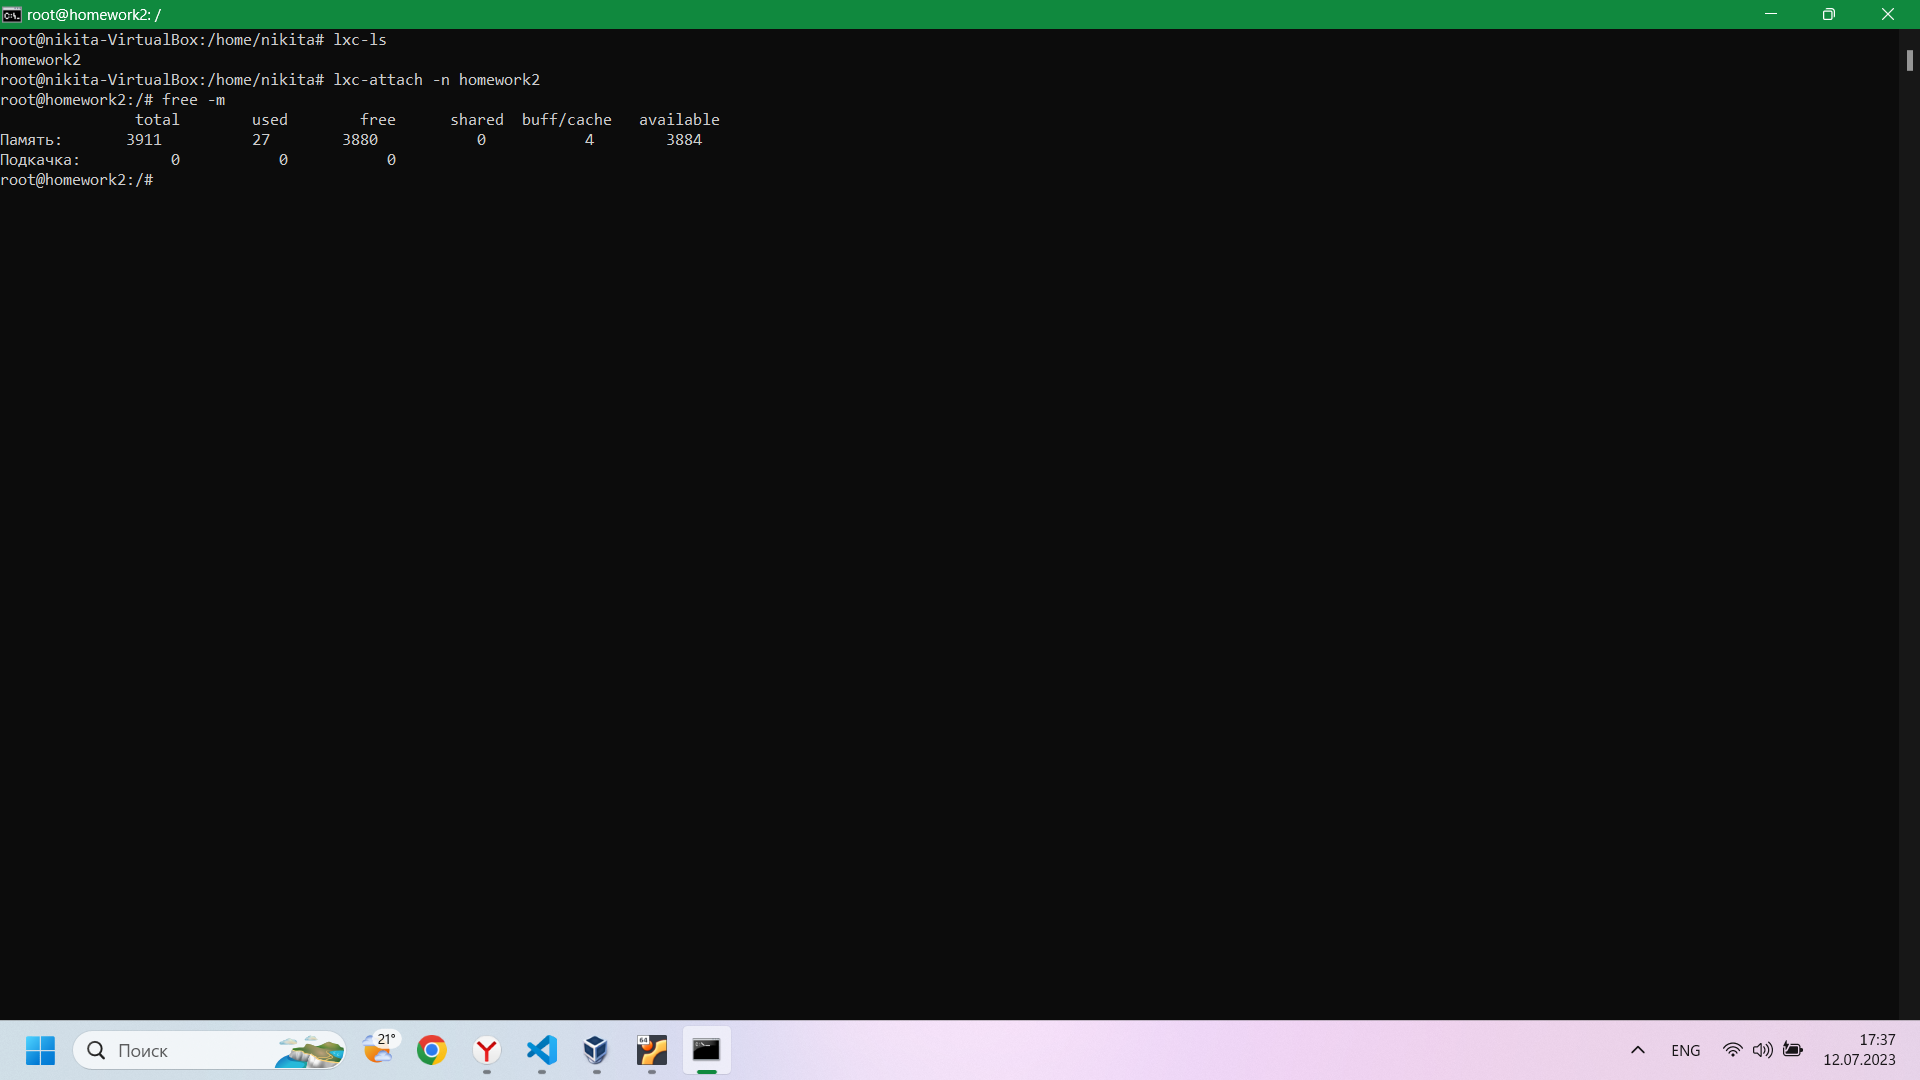 root@homework2: /
root@nikita-VirtualBox:/home/nikita# lxc-ls
homework2
root@nikita-VirtualBox:/home/nikita# lxc-attach -n homework2
root@homework2:/# free -m
total used free shared buff/cache available
Память: 3911 27 3880 0 4 3884
Подкачка: 0 0 0
root@homework2:/#
Поиск
21°
64
ENG
17:37
12.07.2023